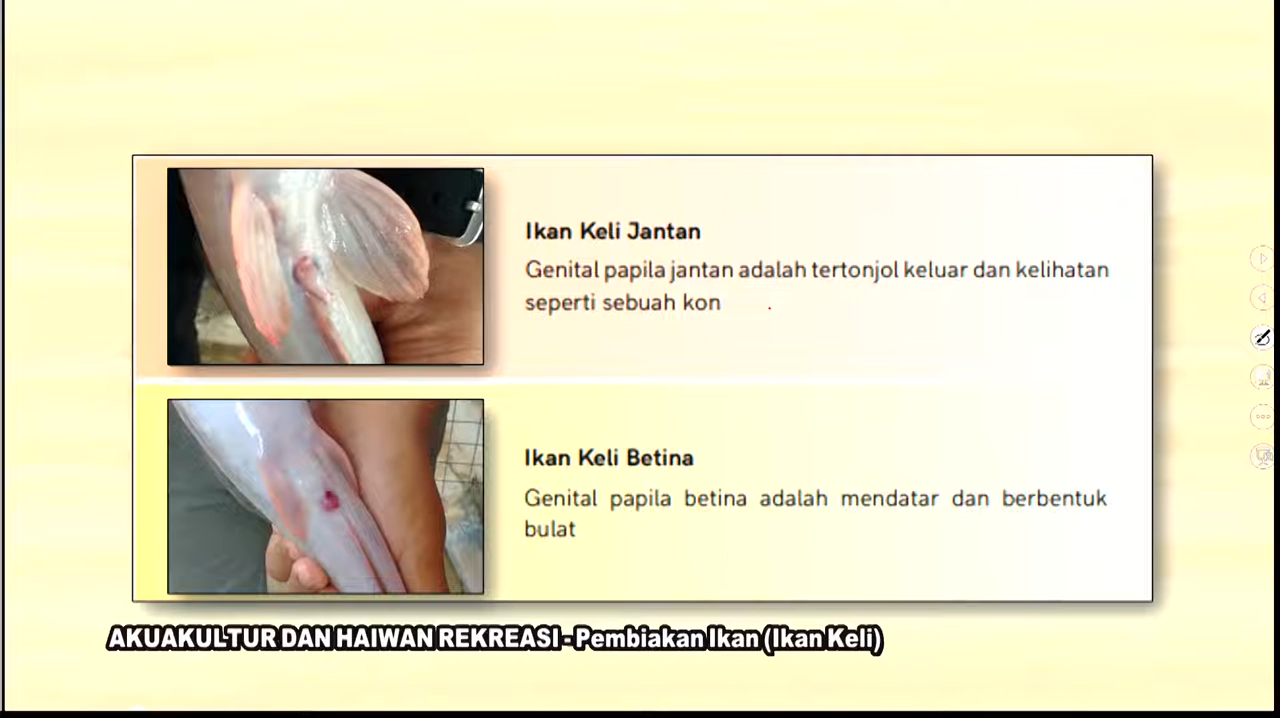 Ikan Keli Jantan
Genital papila jantan adalah tertonjol keluar dan kelihatan
seperti sebuah kon
Ikan Keli Betina
Genital papila betina adalah mendatar dan berbentuk
bulat
AKUAKULTUR DAN HAIWAN REKREASI - Pembiakan Ikan (Ikan Keli)